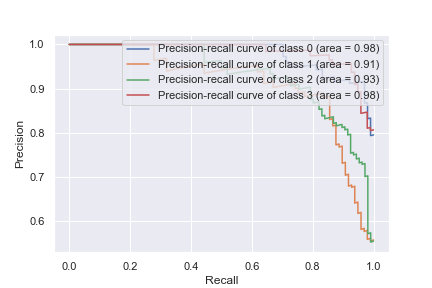 1.0
0.9
0.8
0.7
0.6
Precision
Precision-recall curve of class 0 (area = 0.98)
Precision-recall curve of class 1 (area = 0.91)
Precision-recall curve of class 2 (area = 0.93)
Precision-recall curve of class 3 (area = 0.98)
0.0 0.2 0.4 0.6 0.8 1.0
Recall